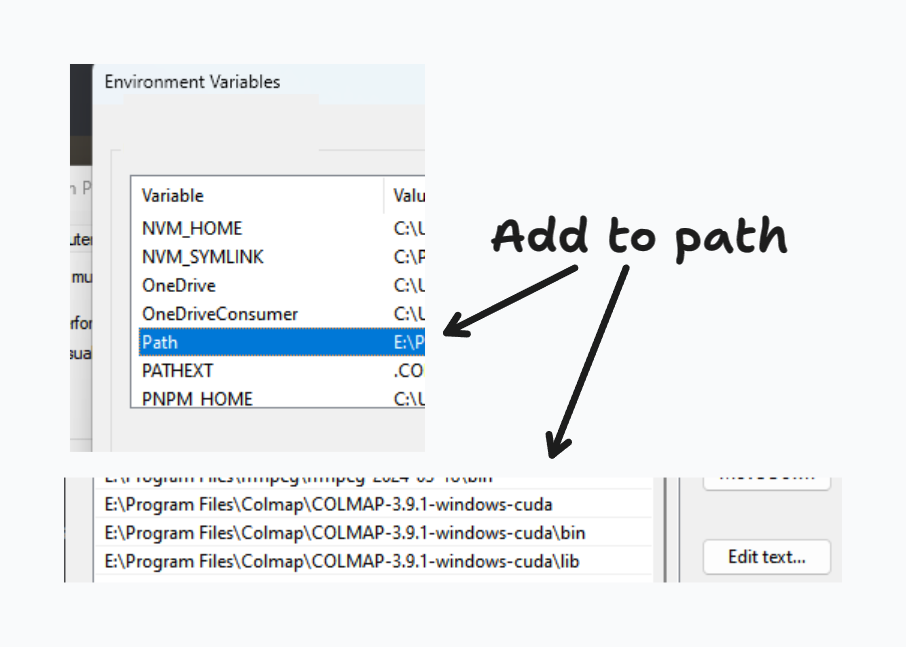 Environment Variables
Variable Valu
NVM_HOME C:\U
NVM_SYMLINK C:\P
OneDrive C:\U
OneDriveConsumer C:\U
Path E:\P
PATHEXT .CO
PNPM_HOME C:\U
Add to path
E:\Program Files\Colmap\COLMAP-3.9.1-windows-cuda
E:\Program Files\Colmap\COLMAP-3.9.1-windows-cuda\bin
E:\Program Files\Colmap\COLMAP-3.9.1-windows-cuda\lib
Edit text...